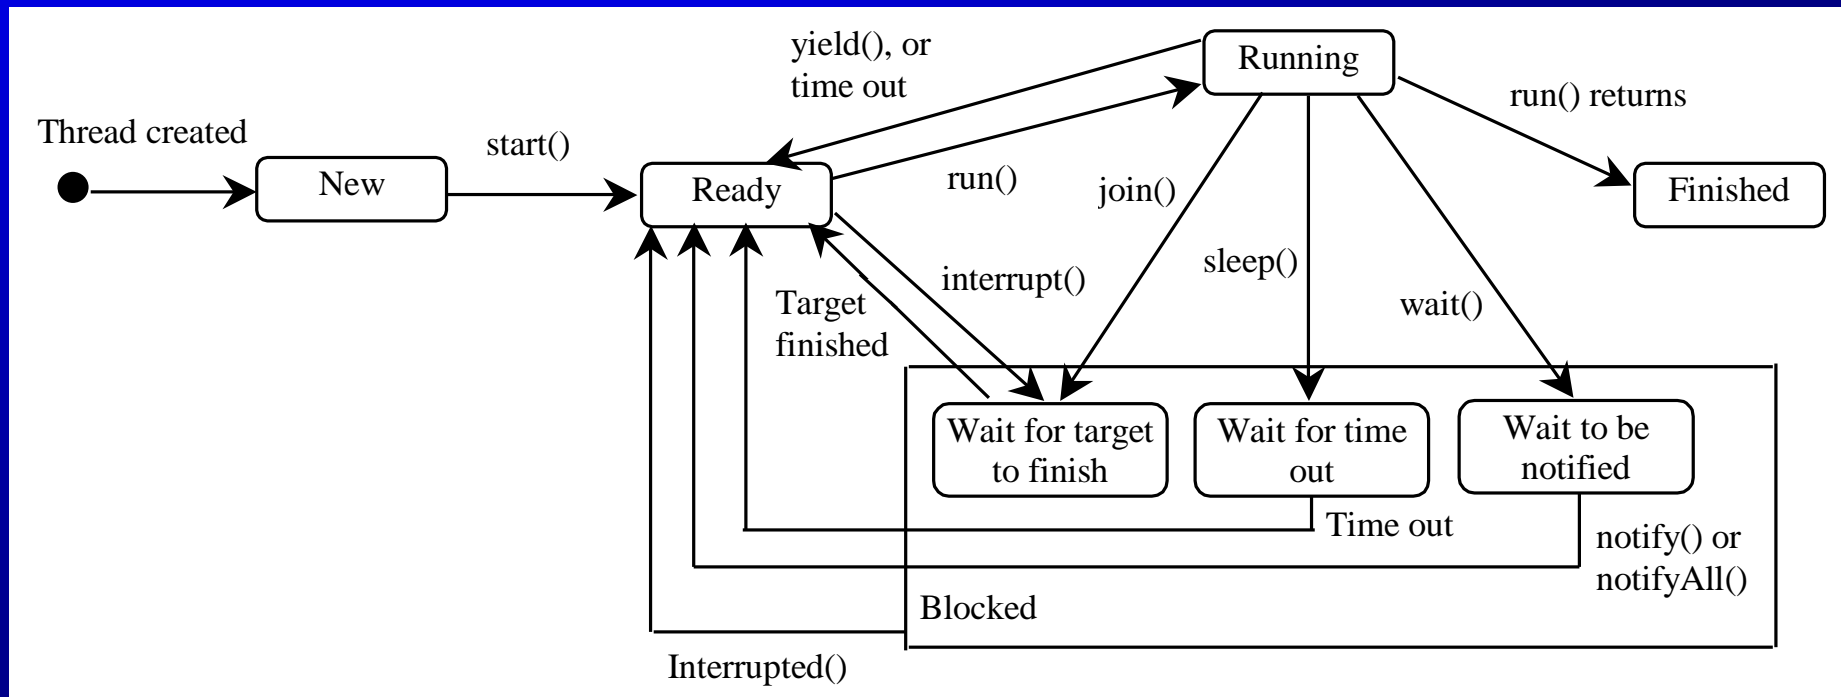 yield(), or
time out
Running
run() returns
Thread created
start()
New
Ready
run()
join()
Finished
sleep()
interrupt()
Target
finished
wait()
Wait for target
to finish
Wait for time
out
Wait to be
notified
Time out
notify() or
notifyAll()
Blocked
Interrupted()